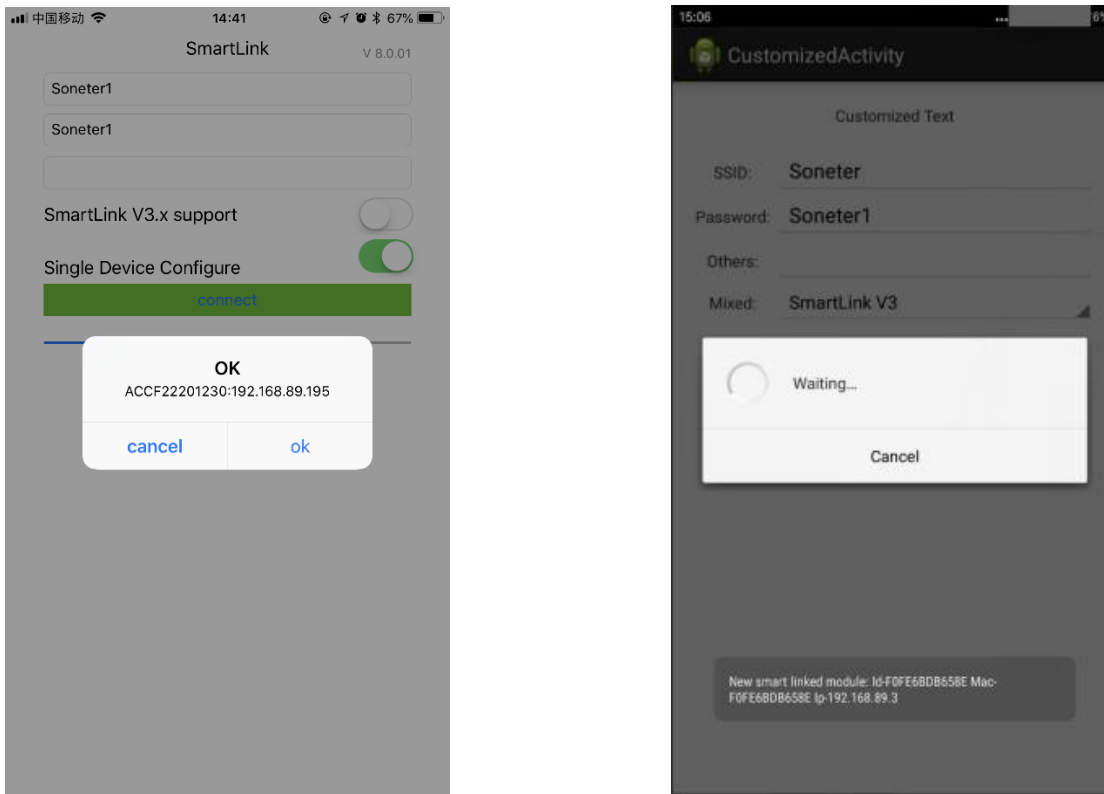 中国移动 14:41 67%
SmartLink V 8.0.01
Soneter1
Soneter1
SmartLink V3.x support
Single Device Configure
connect
OK
ACCF22201230:192.168.89.195
cancel ok
15:06
CustomizedActivity
Customized Text
SSID: Soneter
Password: Soneter1
Others:
Mixed: SmartLink V3
Waiting...
Cancel
New smart linked module: Id-F0FE6BDB658E Mac-
F0FE6BDB658E Ip-192.168.89.3